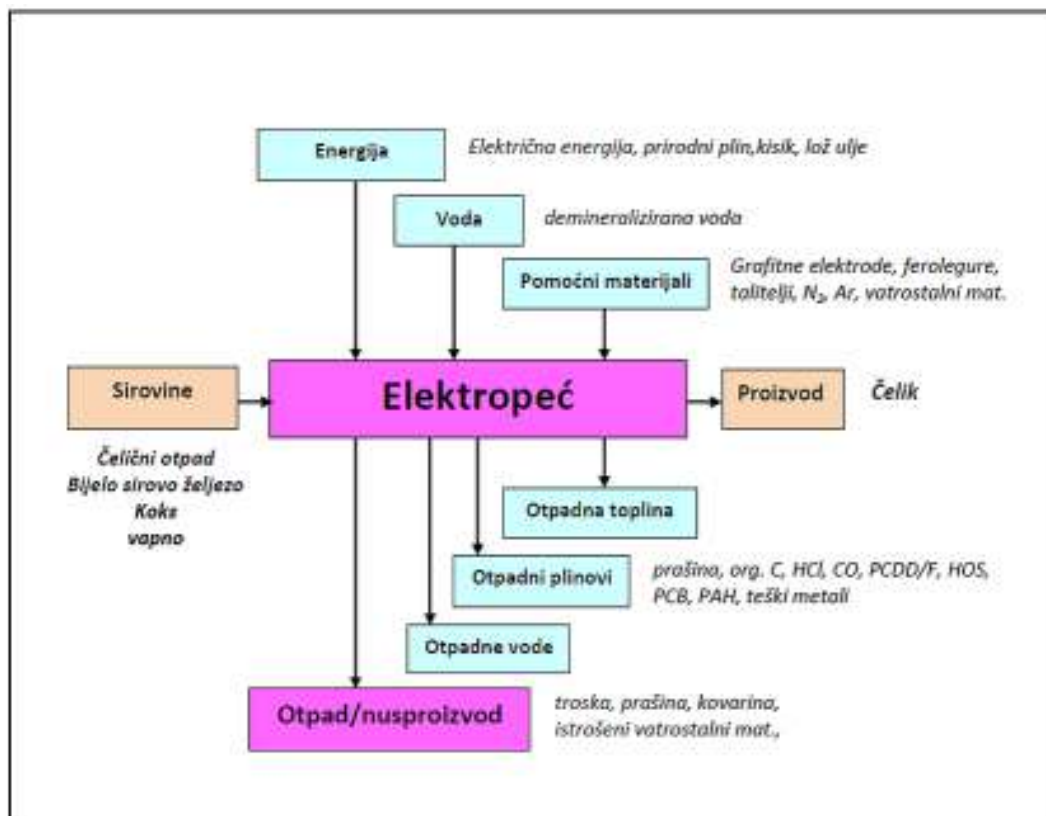 Energija
Električna energija, prirodni plin,kisik, lož ulje
Voda
demineralizirana voda
Pomoćni materijali
Grafitne elektrode, ferolegure,
talitelji, N₂, Ar, vatrostalni mat.
Sirovine
Elektropeć
Proizvod
Čelik
Čelični otpad
Bijelo sirovo željezo
Koks
vapno
Otpadna toplina
Otpadni plinovi
prašina, org. C, HCl, CO, PCDD/F, HOS,
PCB, PAH, teški metali
Otpadne vode
Otpad/nusproizvod
troska, prašina, kovarina,
istrošeni vatrostalni mat.,